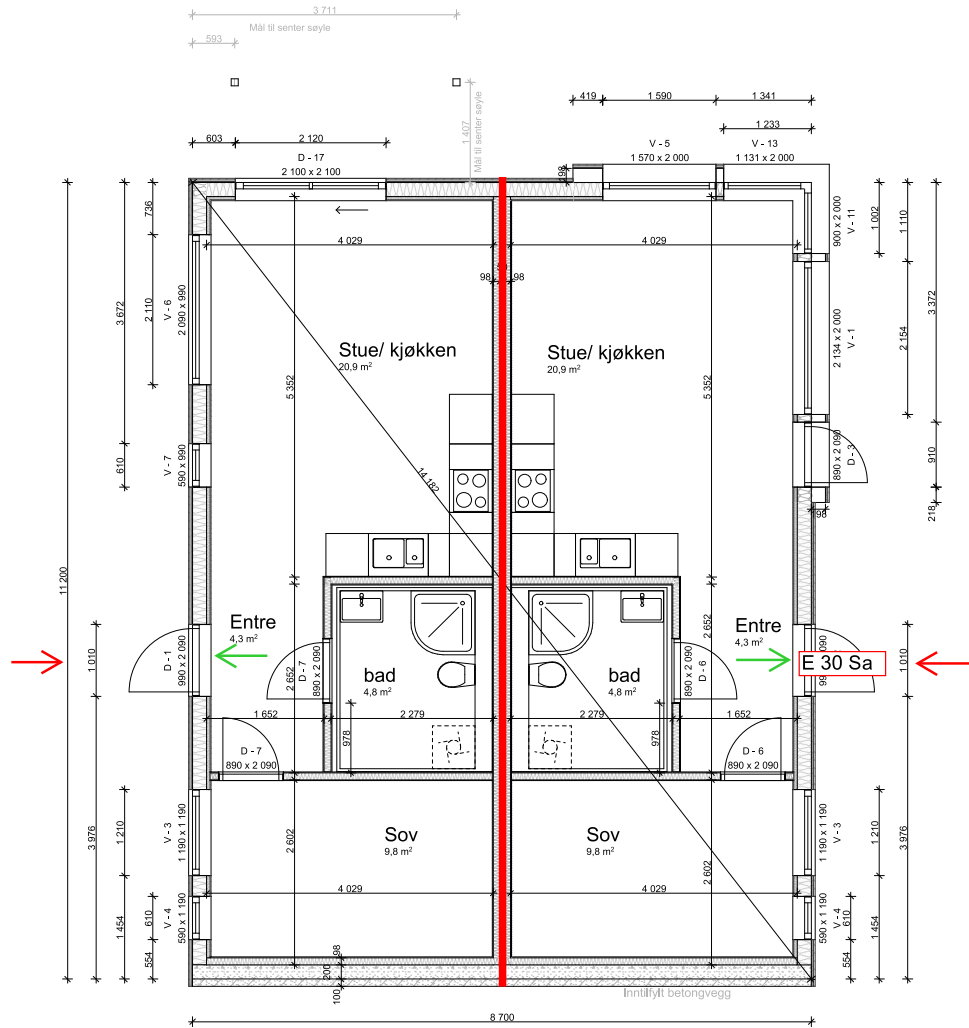 3 711
Mål til senter søyle
593
1 407
Mål til senter søyle
419
1 590
1 341
1 233
603
2 120
D - 17
2 100 x 2 100
V - 5
1 570 x 2 000
V - 13
1 131 x 2 000
198
736
3 672
2 110
V - 6
2 090 x 990
610
V - 7
590 x 990
11 200
1 010
D - 1
990 x 2 090
3 976
1 210
V - 3
1 190 x 1 190
1 454
610
V - 4
590 x 1 190
554
4 029
4 029
98
98
Stue/ kjøkken
20,9 m²
Stue/ kjøkken
20,9 m²
5 352
5 352
14 182
900 x 2 000
V - 11
1 002
1 110
2 134 x 2 000
V - 1
2 154
3 372
890 x 2 090
D - 3
910
98
218
Entre
4,3 m²
Entre
4,3 m²
E 30 Sa
1 010
2 652
D - 7
890 x 2 090
bad
4,8 m²
bad
4,8 m²
D - 6
890 x 2 090
2 652
1 652
2 279
2 279
1 652
978
978
D - 7
890 x 2 090
D - 6
890 x 2 090
Sov
9,8 m²
Sov
9,8 m²
2 602
2 602
4 029
4 029
1 190 x 1 190
V - 3
1 210
3 976
590 x 1 190
V - 4
610
1 454
554
98
200
100
Inntilfylt betongvegg
8 700